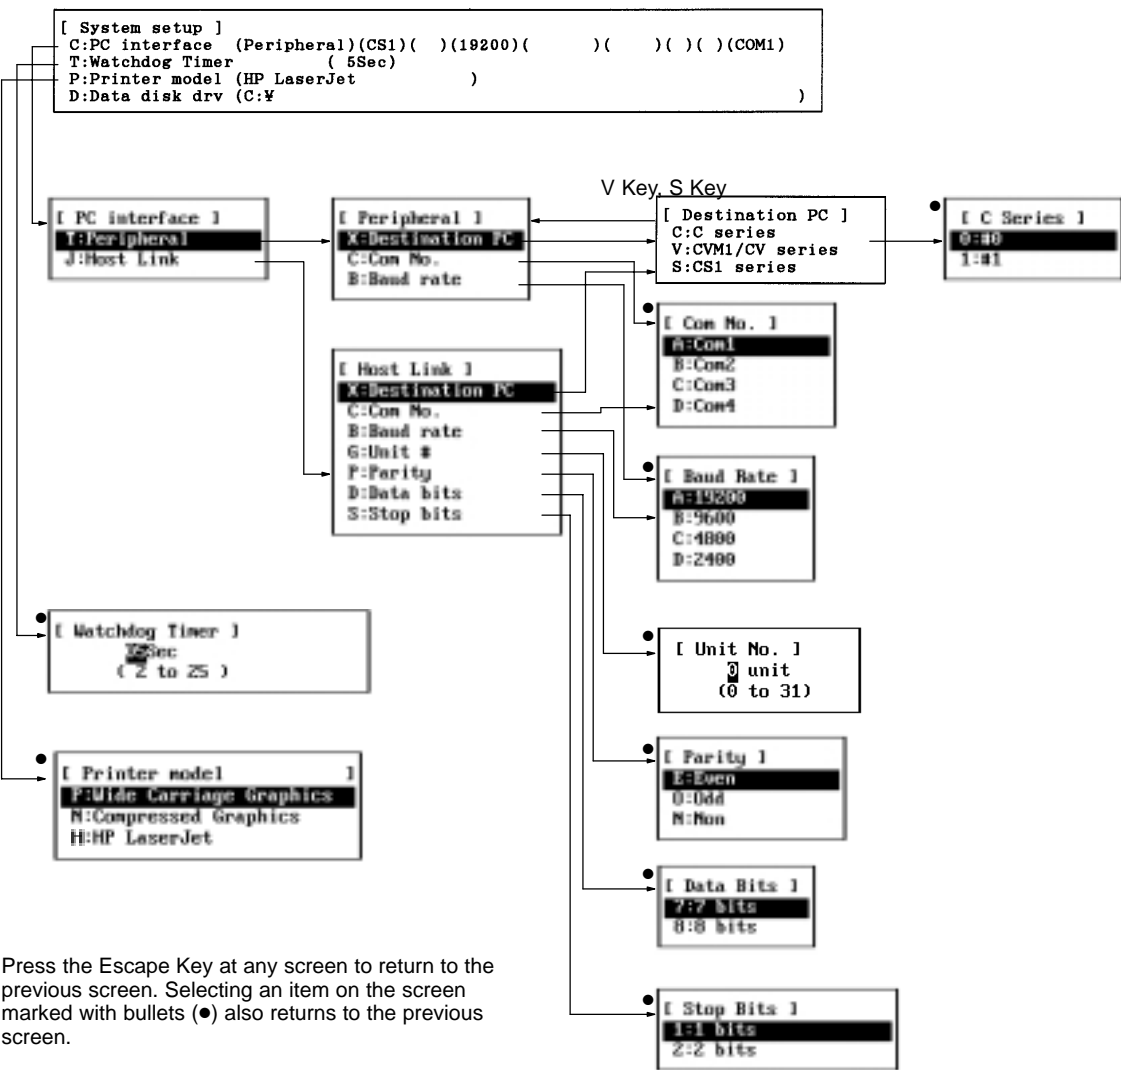 [ System setup ]
C:PC interface (Peripheral)(CS1)( )(19200)( )( )( )( )(COM1)
T:Watchdog Timer ( 5Sec)
P:Printer model (HP LaserJet )
D:Data disk drv (C:¥ )
V Key, S Key
[ PC interface ]
T:Peripheral
J:Host Link
[ Peripheral ]
X:Destination PC
C:Com No.
B:Baud rate
[ Destination PC ]
C:C series
V:CVM1/CV series
S:CS1 series
● [ C Series ]
0:#0
1:#1
● [ Com No. ]
A:Com1
B:Com2
C:Com3
D:Com4
[ Host Link ]
X:Destination PC
C:Com No.
B:Baud rate
G:Unit #
P:Parity
D:Data bits
S:Stop bits
● [ Baud Rate ]
A:19200
B:9600
C:4800
D:2400
● [ Watchdog Timer ]
Sec
( 2 to 25 )
● [ Unit No. ]
0 unit
(0 to 31)
● [ Printer model ]
P:Wide Carriage Graphics
N:Compressed Graphics
H:HP LaserJet
● [ Parity ]
E:Even
O:Odd
N:Non
● [ Data Bits ]
7:7 bits
8:8 bits
Press the Escape Key at any screen to return to the
previous screen. Selecting an item on the screen
marked with bullets (●) also returns to the previous
screen.
● [ Stop Bits ]
1:1 bits
2:2 bits